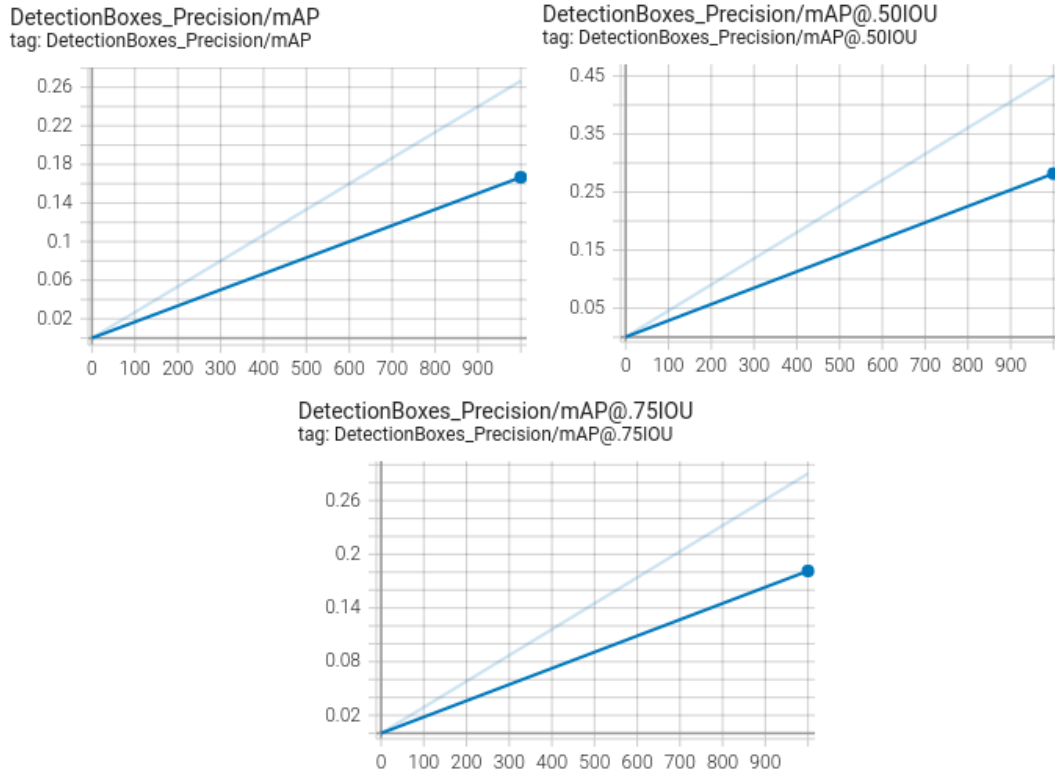 DetectionBoxes_Precision/mAP
tag: DetectionBoxes_Precision/mAP
0.26
0.22
0.18
0.14
0.1
0.06
0.02
0 100 200 300 400 500 600 700 800 900
DetectionBoxes_Precision/mAP@.50IOU
tag: DetectionBoxes_Precision/mAP@.50IOU
0.45
0.35
0.25
0.15
0.05
0 100 200 300 400 500 600 700 800 900
DetectionBoxes_Precision/mAP@.75IOU
tag: DetectionBoxes_Precision/mAP@.75IOU
0.26
0.2
0.14
0.08
0.02
0 100 200 300 400 500 600 700 800 900